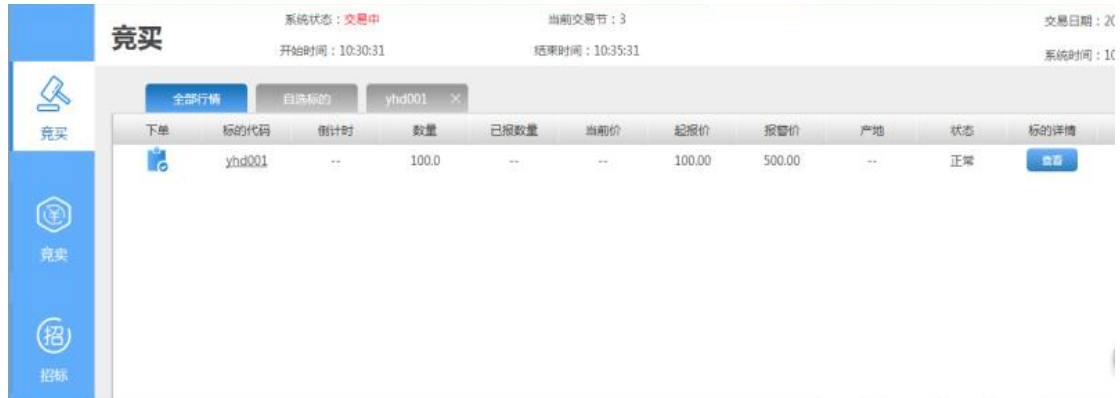 竞买
系统状态：交易中
当前交易节：3
交易日期：20
开始时间：10:30:31
结束时间：10:35:31
系统时间：10
全部行情
自选标的
yhd001 ×
下单 标的代码 倒计时 数量 已报数量 当前价 起报价 报警价 产地 状态 标的详情
yhd001 -- 100.0 -- -- 100.00 500.00 -- 正常 查看
竞买
竞卖
招
招标